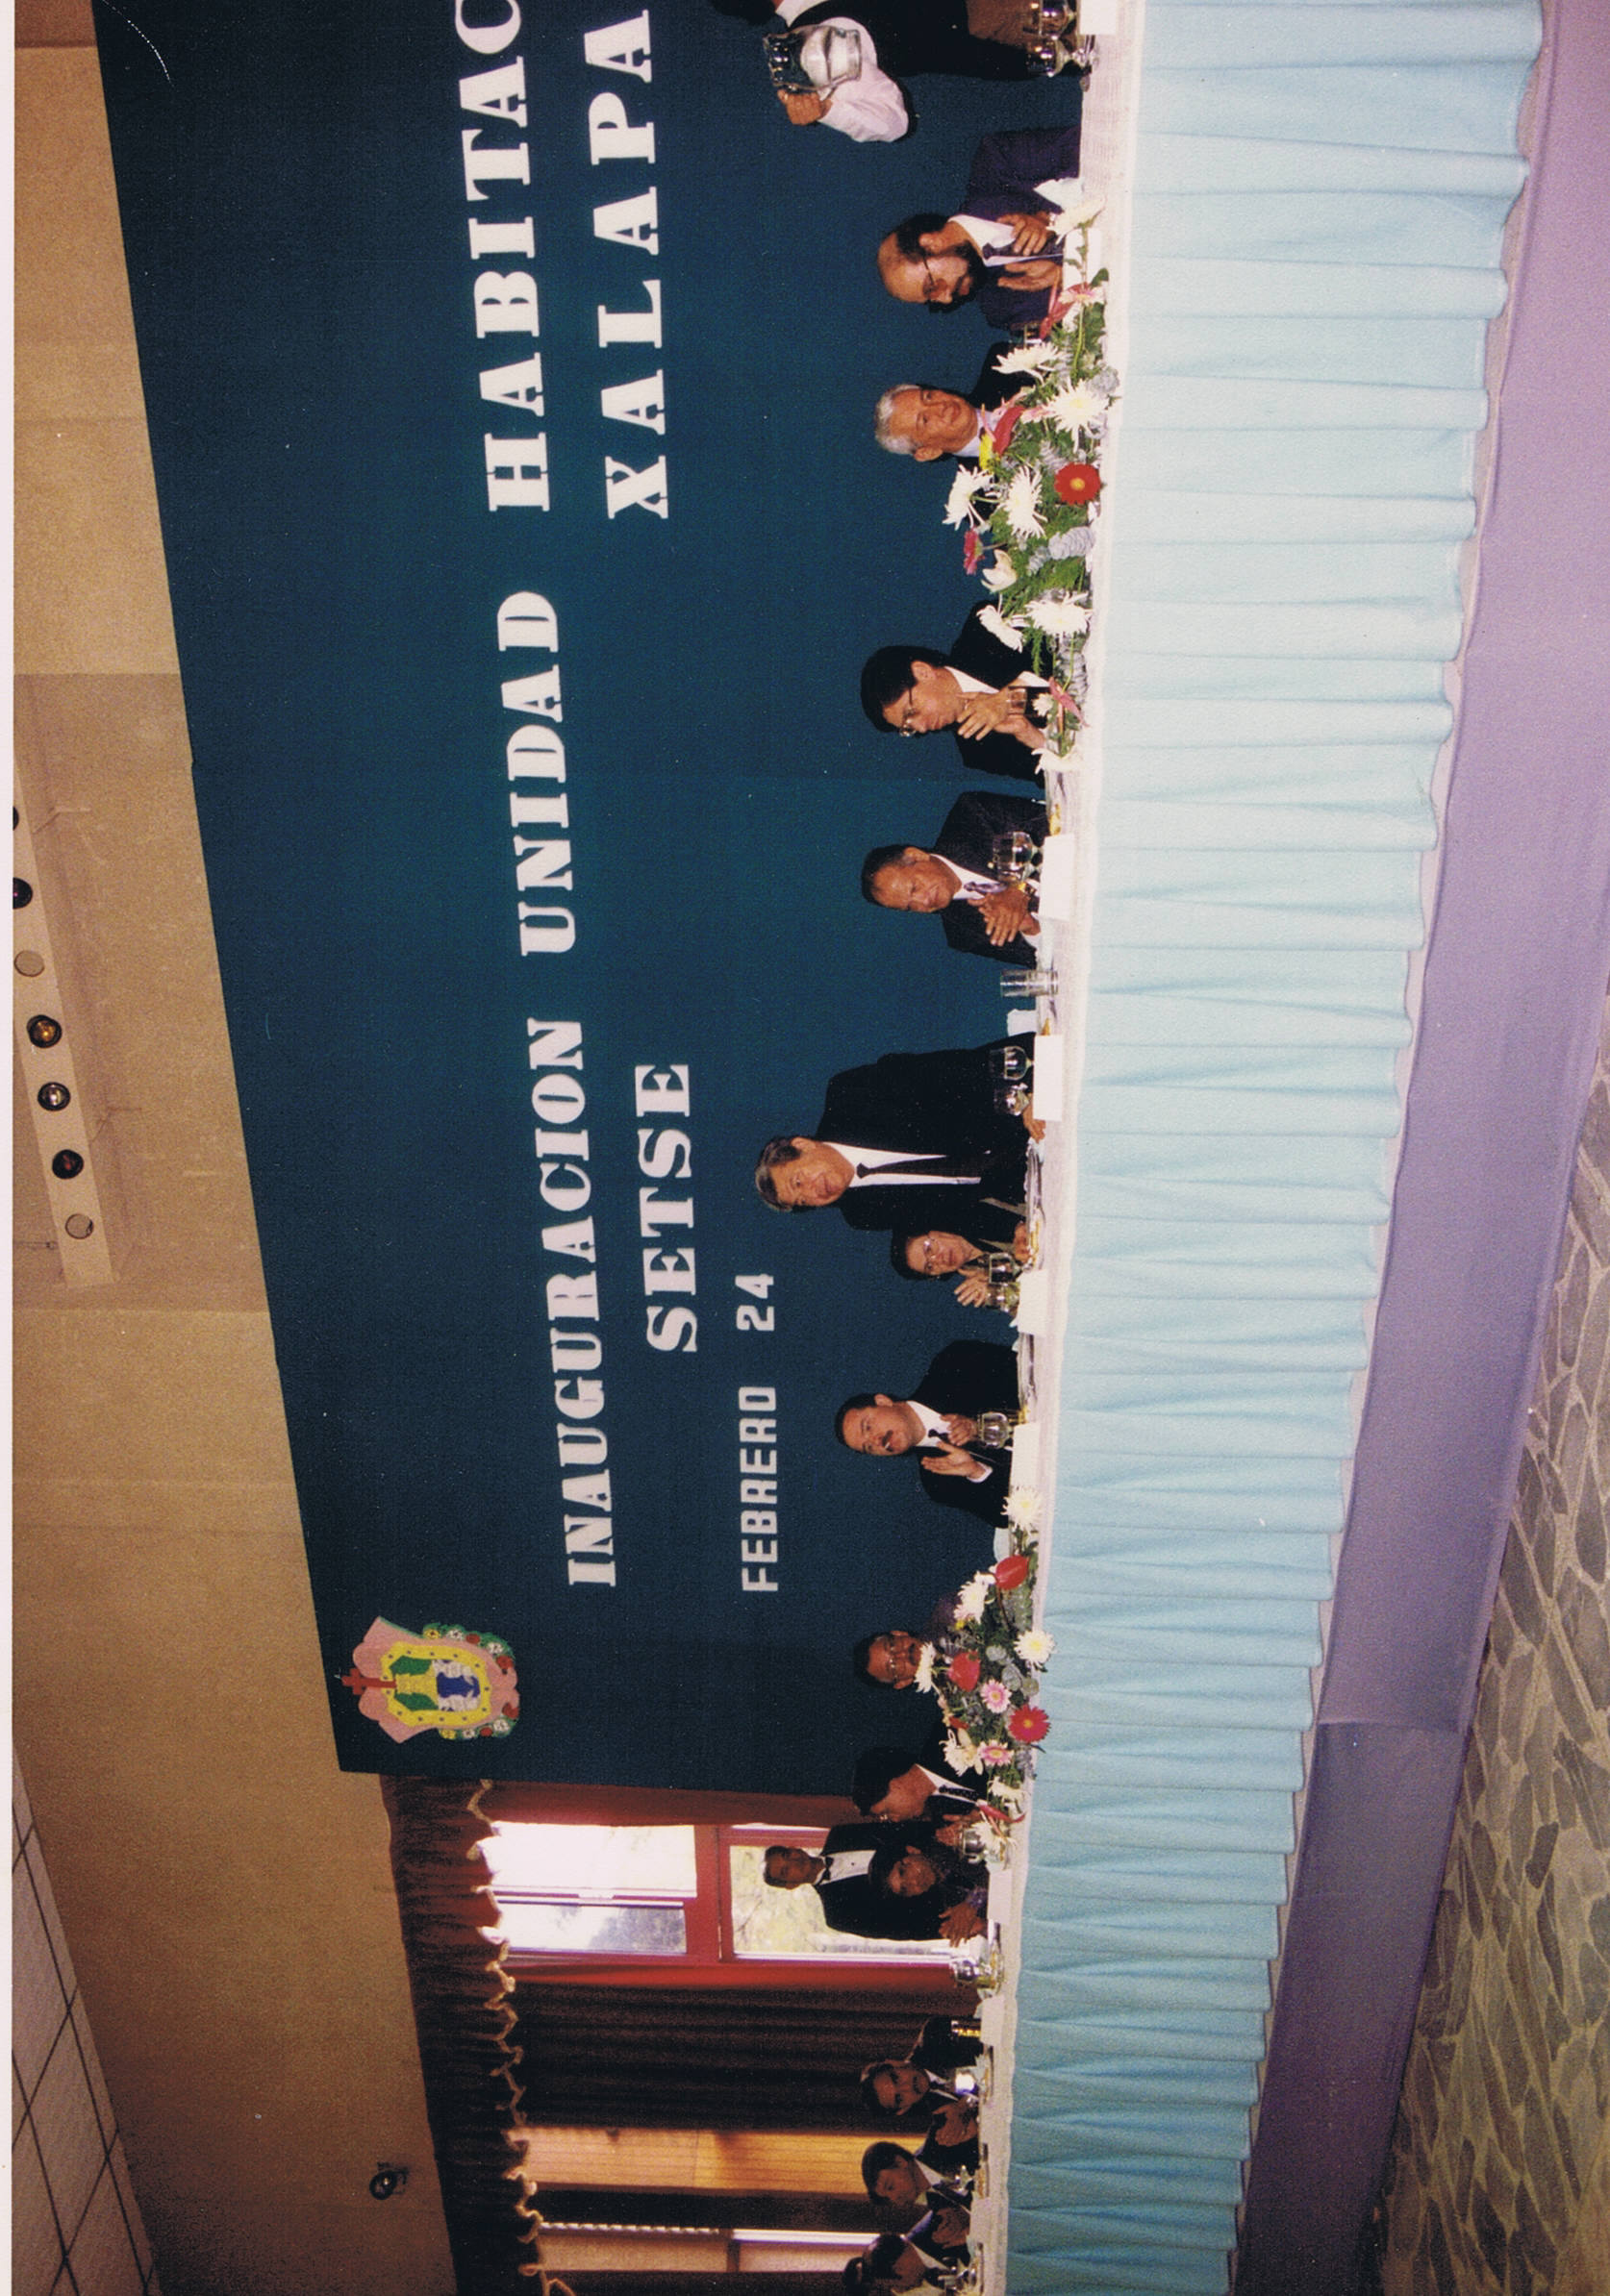 INAUGURACION UNIDAD HABITAC
SETSE XALAPA
FEBRERO 24